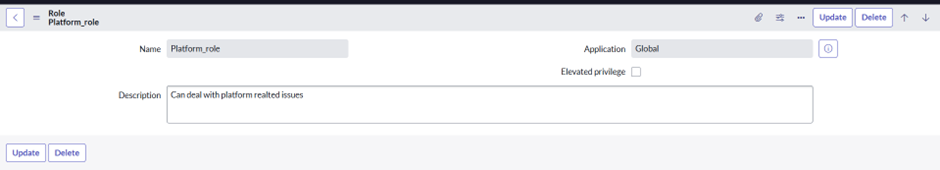 Role
Platform_role
Update Delete
Name Platform_role Application Global
Elevated privilege
Description Can deal with platform realted issues
Update Delete